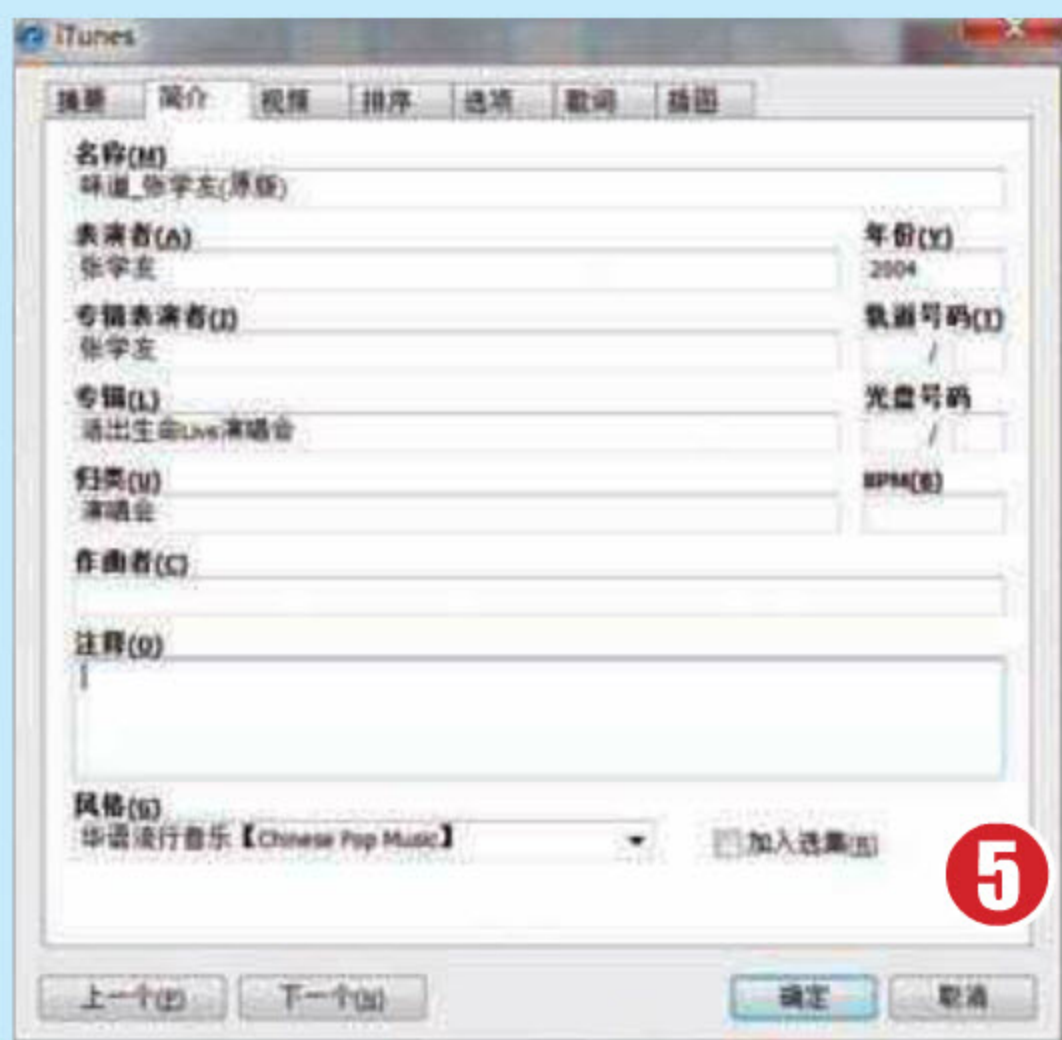 iTunes
摘要 简介 视频 排序 选项 歌词 插图
名称(M)
味道_张学友(原版)
表演者(A) 年份(Y)
张学友 2004
专辑表演者(I) 轨道号码(T)
张学友 /
专辑(L) 光盘号码
活出生命Live演唱会 /
归类(U) BPM(B)
演唱会
作曲者(C)
注释(O)
风格(G)
华语流行音乐【Chinese Pop Music】 加入选集(R)
5
上一个(P) 下一个(N) 确定 取消